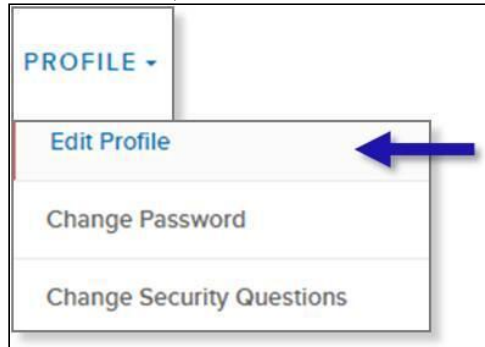 PROFILE
Edit Profile
Change Password
Change Security Questions